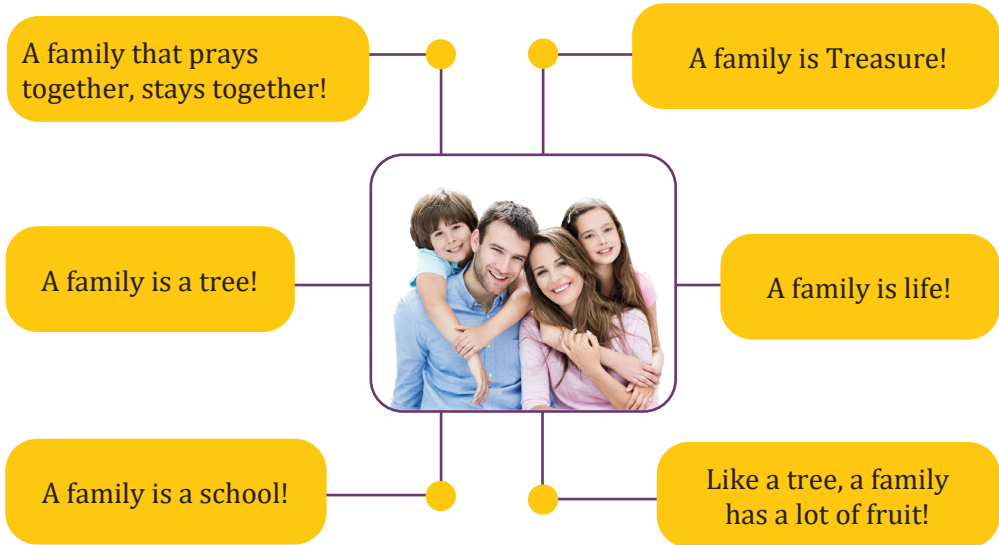 A family that prays
together, stays together!
A family is Treasure!
A family is a tree!
A family is life!
A family is a school!
Like a tree, a family
has a lot of fruit!